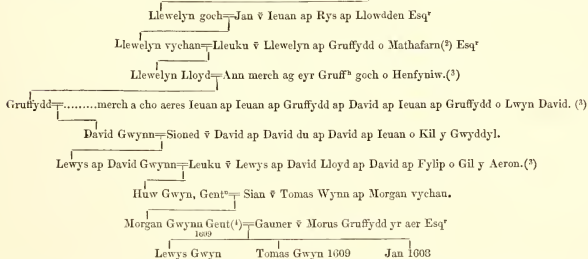 Llewelyn goch=Jan ṽ Ieuan ap Rys ap Llowdden Esqʳ
Llewelyn vychan=Lleuku ṽ Llewelyn ap Gruffydd o Mathafarn(²) Esqʳ
Llewelyn Lloyd=Ann merch ag eyr Gruffʰ goch o Henfyniw.(³)
Gruffydd=.........merch a cho aeres Ieuan ap Ieuan ap Gruffydd ap David ap Ieuan ap Gruffydd o Lwyn David. (³)
David Gwynn=Sioned ṽ David ap David du ap David ap Ieuan o Kil y Gwyddyl.
Lewys ap David Gwynn=Leuku ṽ Lewys ap David Lloyd ap David ap Fylip o Gil y Aeron.(³)
Huw Gwyn, Gentⁿ= Sian ṽ Tomas Wynn ap Morgan vychan.
Morgan Gwynn Gent(⁴)=Gauner ṽ Morus Gruffydd yr aer Esqʳ
1609
Lewys Gwyn Tomas Gwyn 1609 Jan 1608